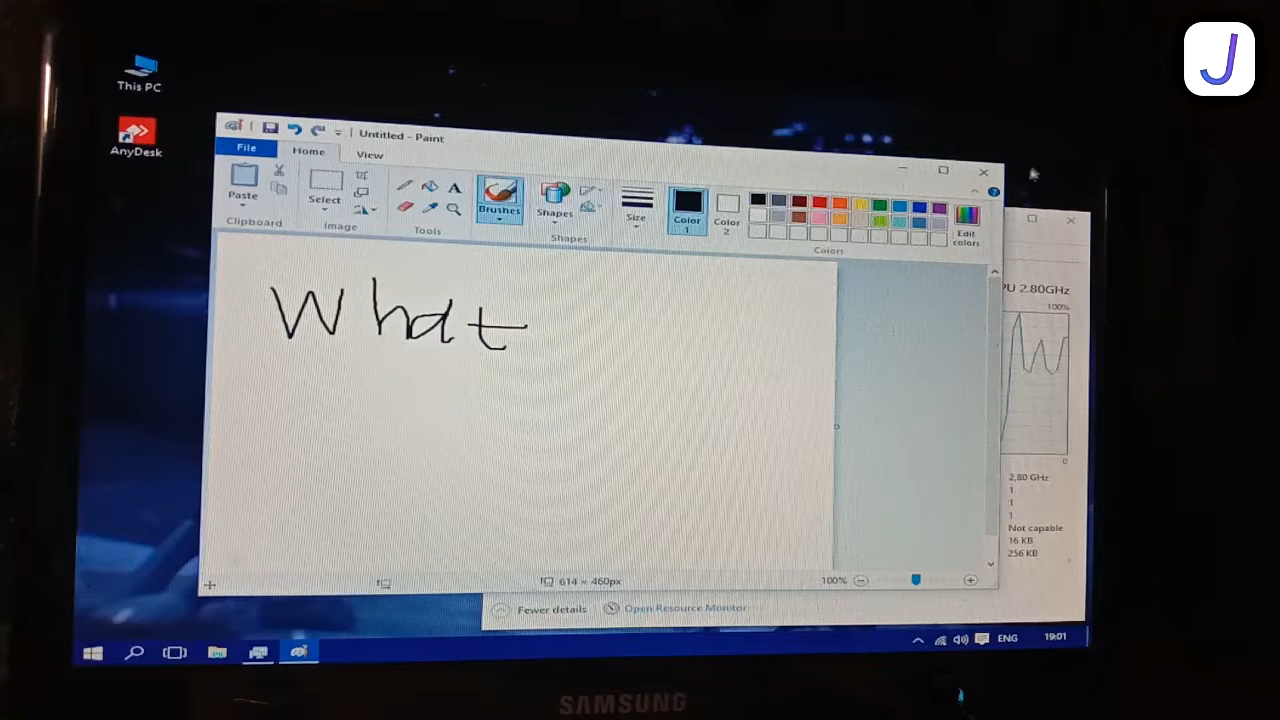 J
This PC
AnyDesk
Untitled - Paint
File Home View
Paste
Select
Brushes
Shapes
Size
Color 1
Color 2
Edit colors
Clipboard
Image
Tools
Shapes
Colors
What
PU 2.80GHz
100%
0
2,80 GHz
1
1
1
Not capable
16 KB
256 KB
614 × 460px
100%
Fewer details
Open Resource Monitor
ENG
19:01
SAMSUNG